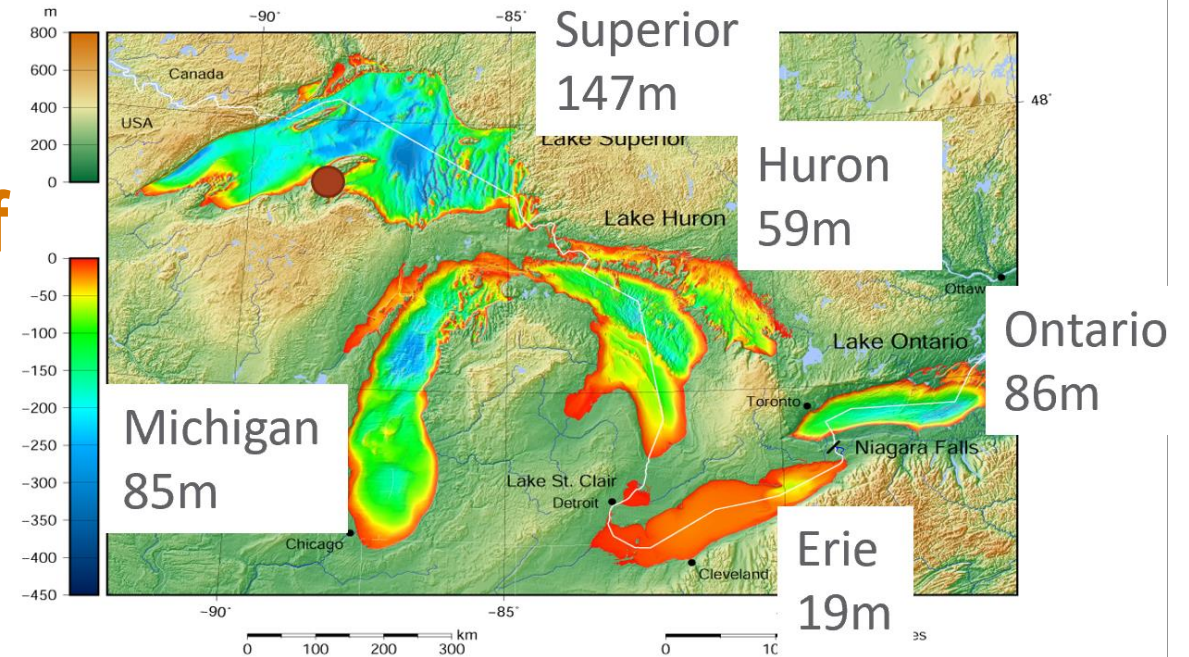 m
800
600
400
200
0
0
−50
−100
−150
−200
−250
−300
−350
−400
−450
−90°
−85°
48°
Canada
USA
f
Superior
147m
Lake Superior
Huron
59m
Lake Huron
Ottaw
Ontario
86m
Lake Ontario
Toronto
Niagara Falls
Michigan
85m
Lake St. Clair
Detroit
Chicago
Erie
19m
Cleveland
−90°
−85°
km
0 100 200 300
0 10
es